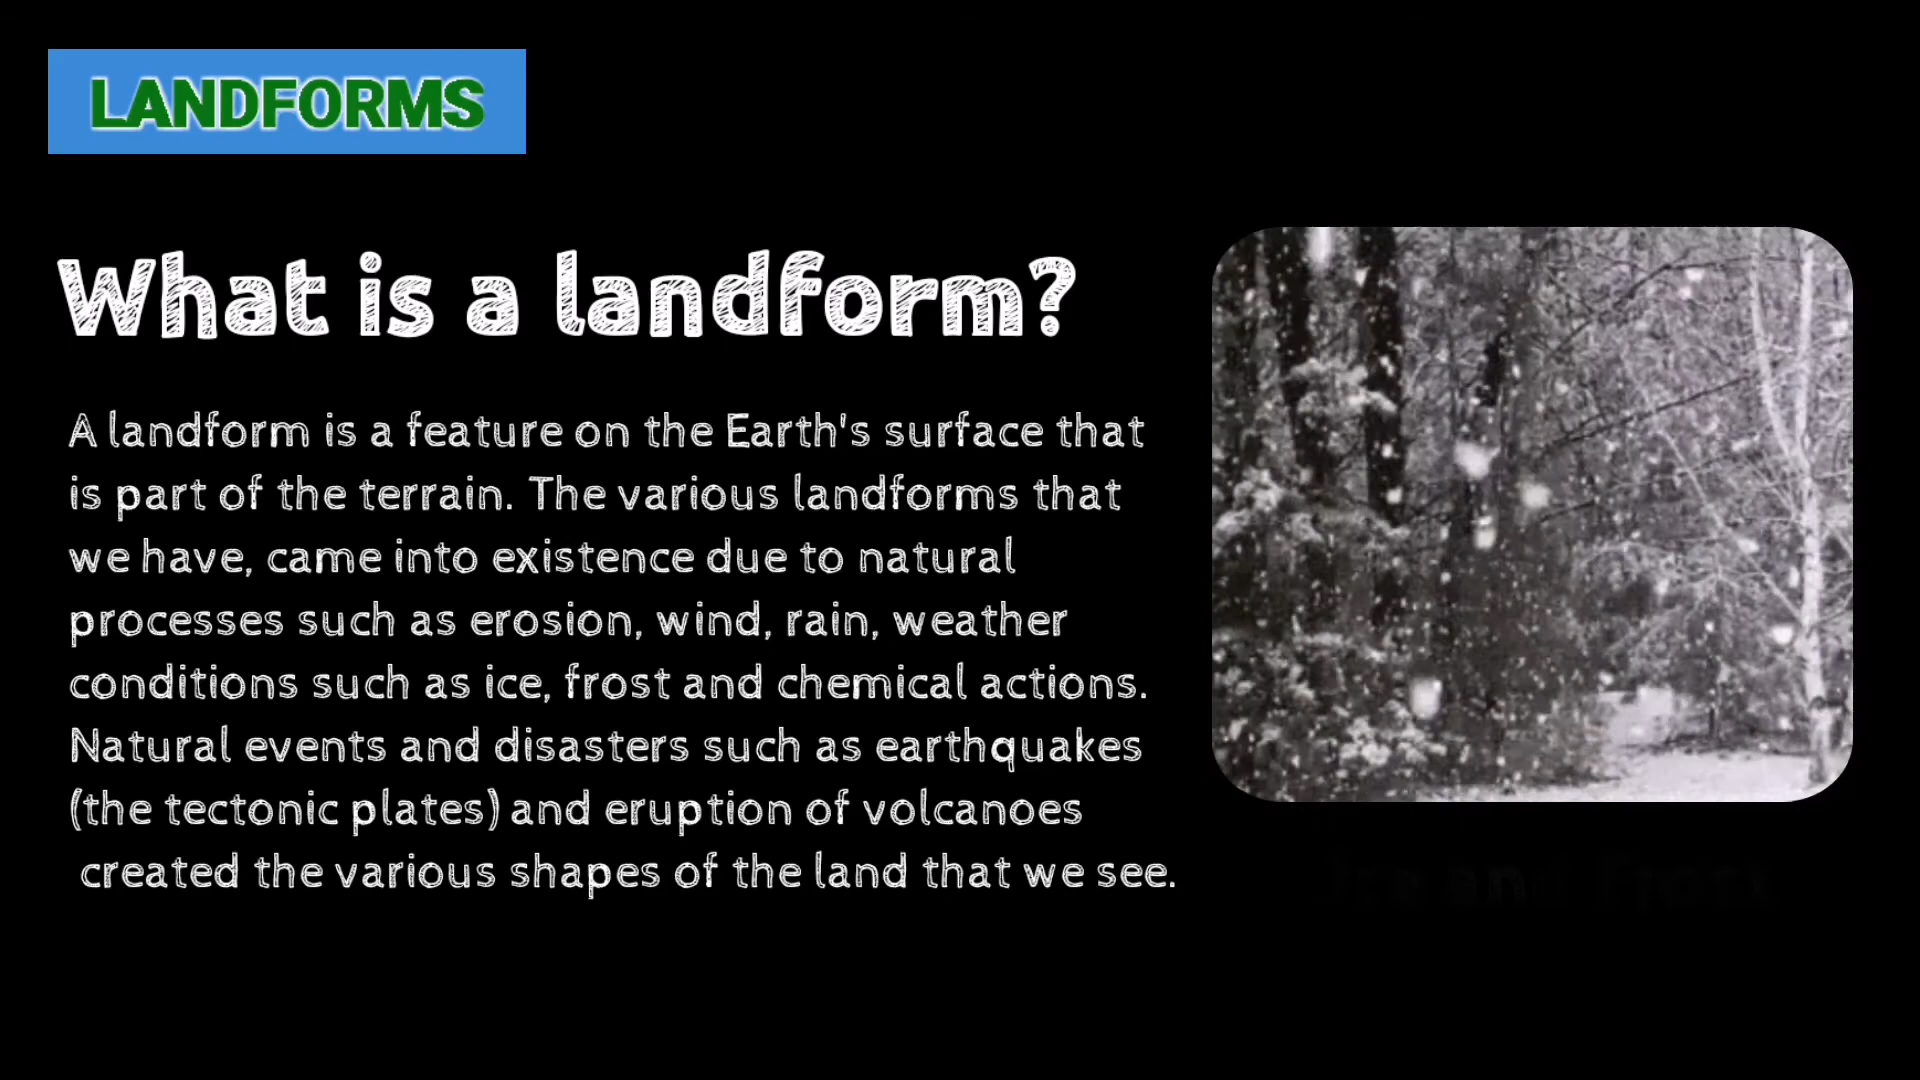 LANDFORMS
What is a landform?
A landform is a feature on the Earth's surface that
is part of the terrain. The various landforms that
we have, came into existence due to natural
processes such as erosion, wind, rain, weather
conditions such as ice, frost and chemical actions.
Natural events and disasters such as earthquakes
(the tectonic plates) and eruption of volcanoes
created the various shapes of the land that we see.